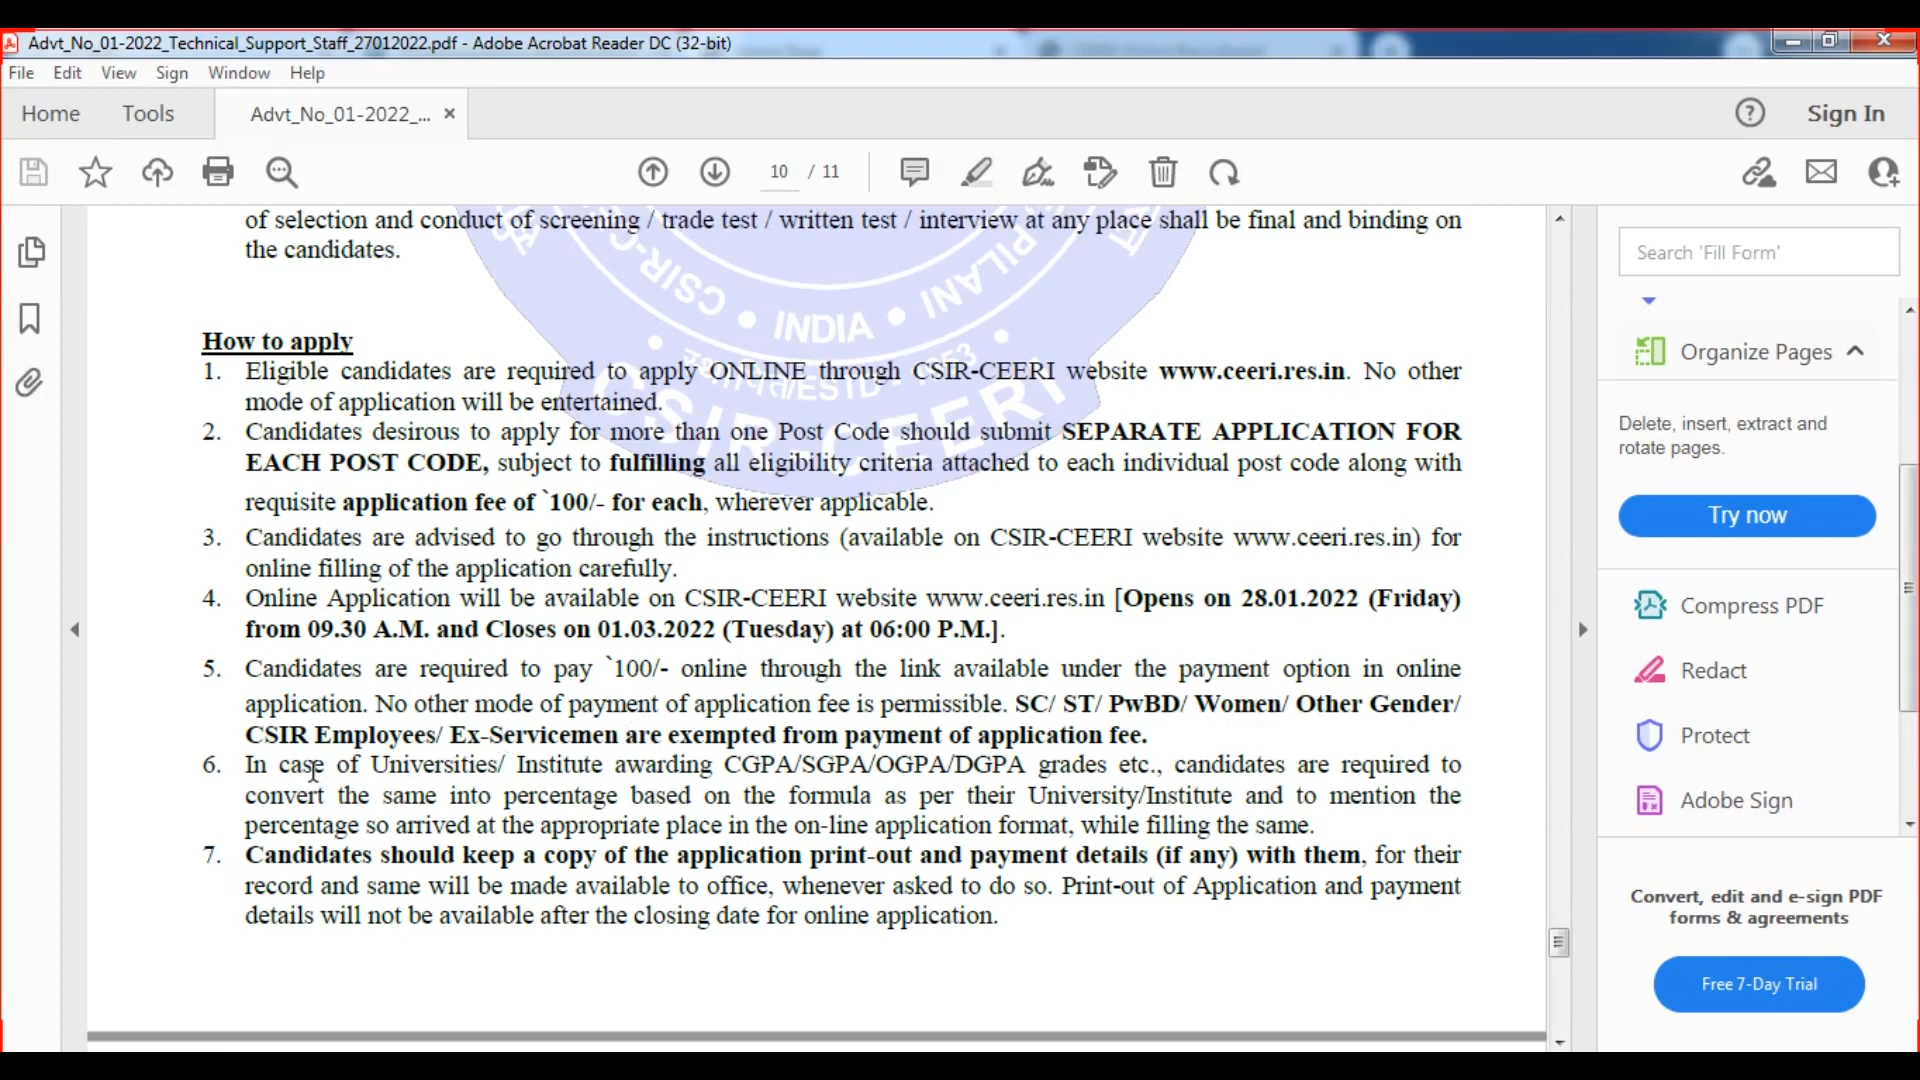 Advt_No_01-2022_Technical_Support_Staff_27012022.pdf - Adobe Acrobat Reader DC (32-bit)
File Edit View Sign Window Help
Home Tools Advt_No_01-2022_... × Sign In
10 / 11
of selection and conduct of screening / trade test / written test / interview at any place shall be final and binding on
the candidates.
CSIR-C
INDIA
PILANI
ESTD - 1953
CSIR-CEERI
How to apply
1. Eligible candidates are required to apply ONLINE through CSIR-CEERI website www.ceeri.res.in. No other
mode of application will be entertained.
2. Candidates desirous to apply for more than one Post Code should submit SEPARATE APPLICATION FOR
EACH POST CODE, subject to fulfilling all eligibility criteria attached to each individual post code along with
requisite application fee of `100/- for each, wherever applicable.
3. Candidates are advised to go through the instructions (available on CSIR-CEERI website www.ceeri.res.in) for
online filling of the application carefully.
4. Online Application will be available on CSIR-CEERI website www.ceeri.res.in [Opens on 28.01.2022 (Friday)
from 09.30 A.M. and Closes on 01.03.2022 (Tuesday) at 06:00 P.M.].
5. Candidates are required to pay `100/- online through the link available under the payment option in online
application. No other mode of payment of application fee is permissible. SC/ ST/ PwBD/ Women/ Other Gender/
CSIR Employees/ Ex-Servicemen are exempted from payment of application fee.
6. In case of Universities/ Institute awarding CGPA/SGPA/OGPA/DGPA grades etc., candidates are required to
convert the same into percentage based on the formula as per their University/Institute and to mention the
percentage so arrived at the appropriate place in the on-line application format, while filling the same.
7. Candidates should keep a copy of the application print-out and payment details (if any) with them, for their
record and same will be made available to office, whenever asked to do so. Print-out of Application and payment
details will not be available after the closing date for online application.
Search 'Fill Form'
Organize Pages
Delete, insert, extract and
rotate pages.
Try now
Compress PDF
Redact
Protect
Adobe Sign
Convert, edit and e-sign PDF
forms & agreements
Free 7-Day Trial